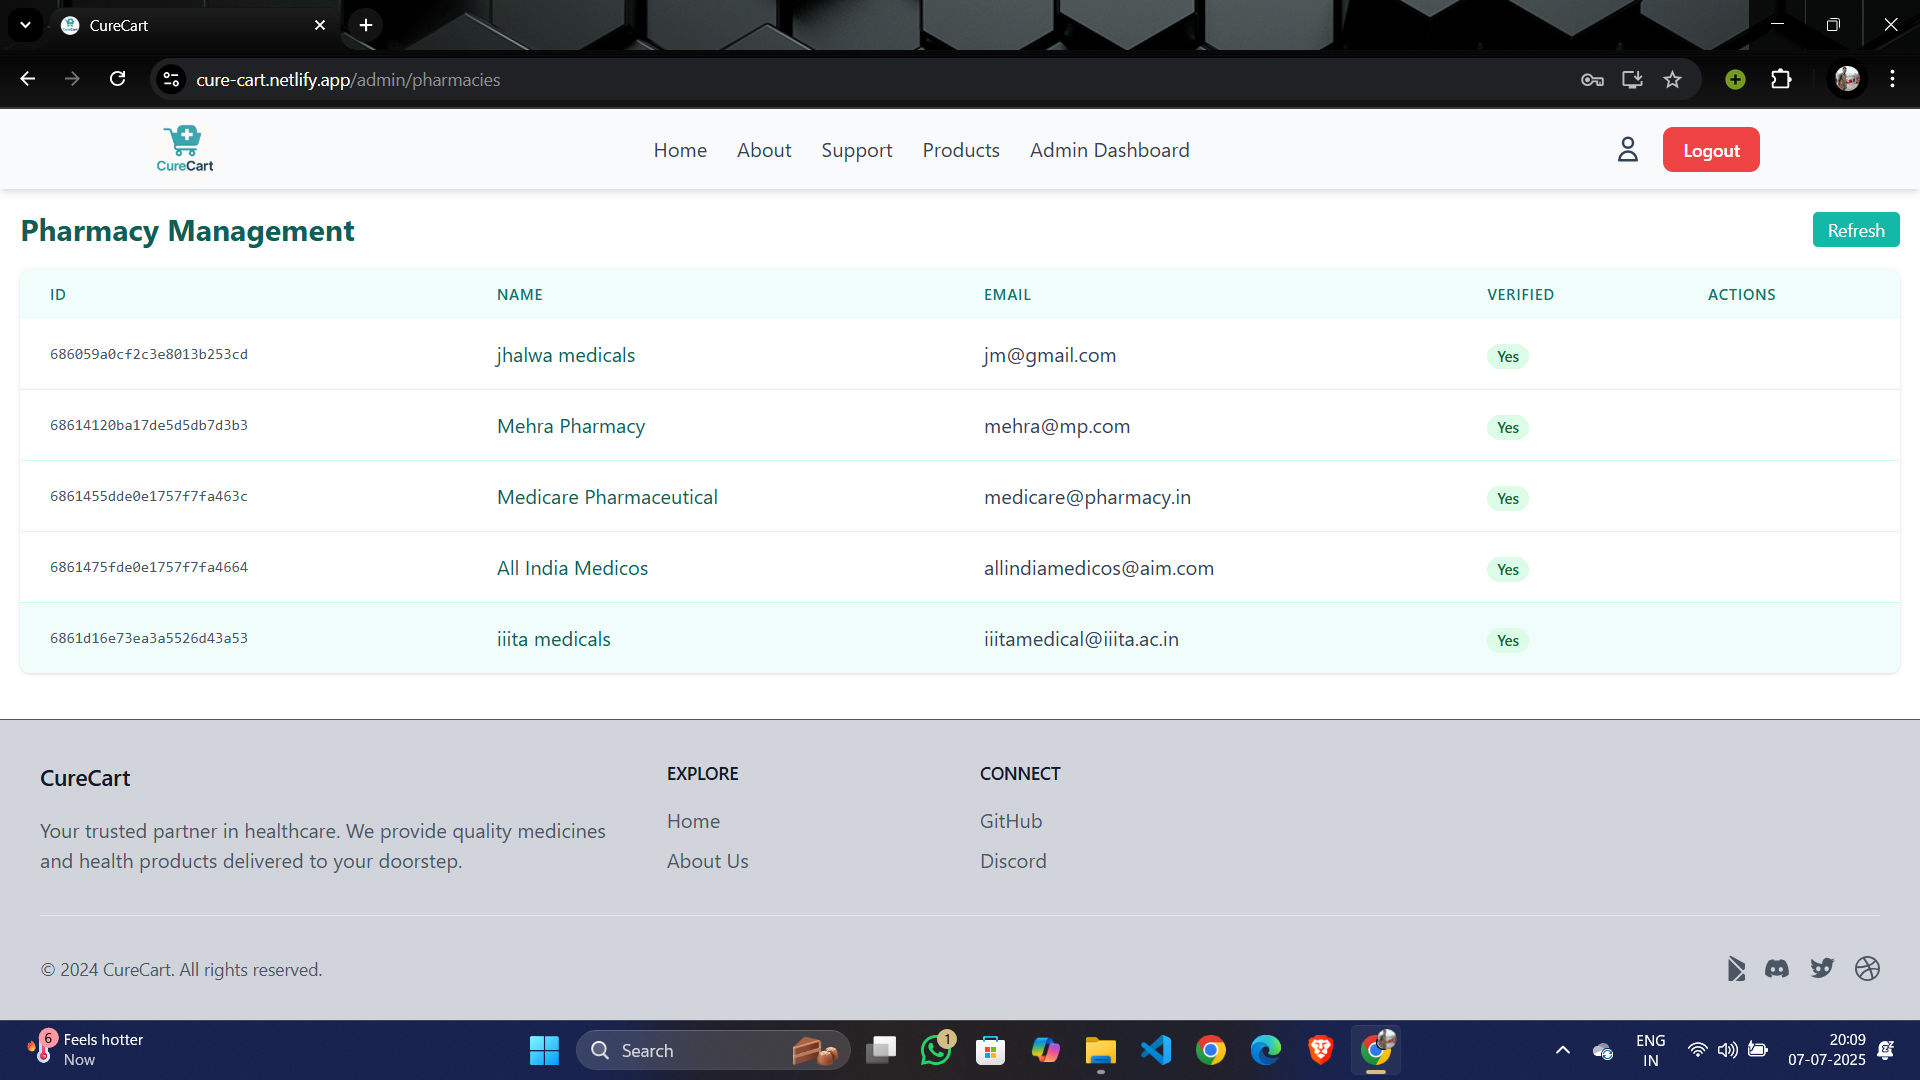 CureCart
cure-cart.netlify.app/admin/pharmacies
CureCart
Home
About
Support
Products
Admin Dashboard
Logout
Pharmacy Management
Refresh
ID NAME EMAIL VERIFIED ACTIONS
686059a0cf2c3e8013b253cd jhalwa medicals jm@gmail.com Yes
68614120ba17de5d5db7d3b3 Mehra Pharmacy mehra@mp.com Yes
6861455dde0e1757f7fa463c Medicare Pharmaceutical medicare@pharmacy.in Yes
6861475fde0e1757f7fa4664 All India Medicos allindiamedicos@aim.com Yes
6861d16e73ea3a5526d43a53 iiita medicals iiitamedical@iiita.ac.in Yes
CureCart
Your trusted partner in healthcare. We provide quality medicines
and health products delivered to your doorstep.
EXPLORE
Home
About Us
CONNECT
GitHub
Discord
© 2024 CureCart. All rights reserved.
6
Feels hotter
Now
Search
1
ENG
IN
20:09
07-07-2025